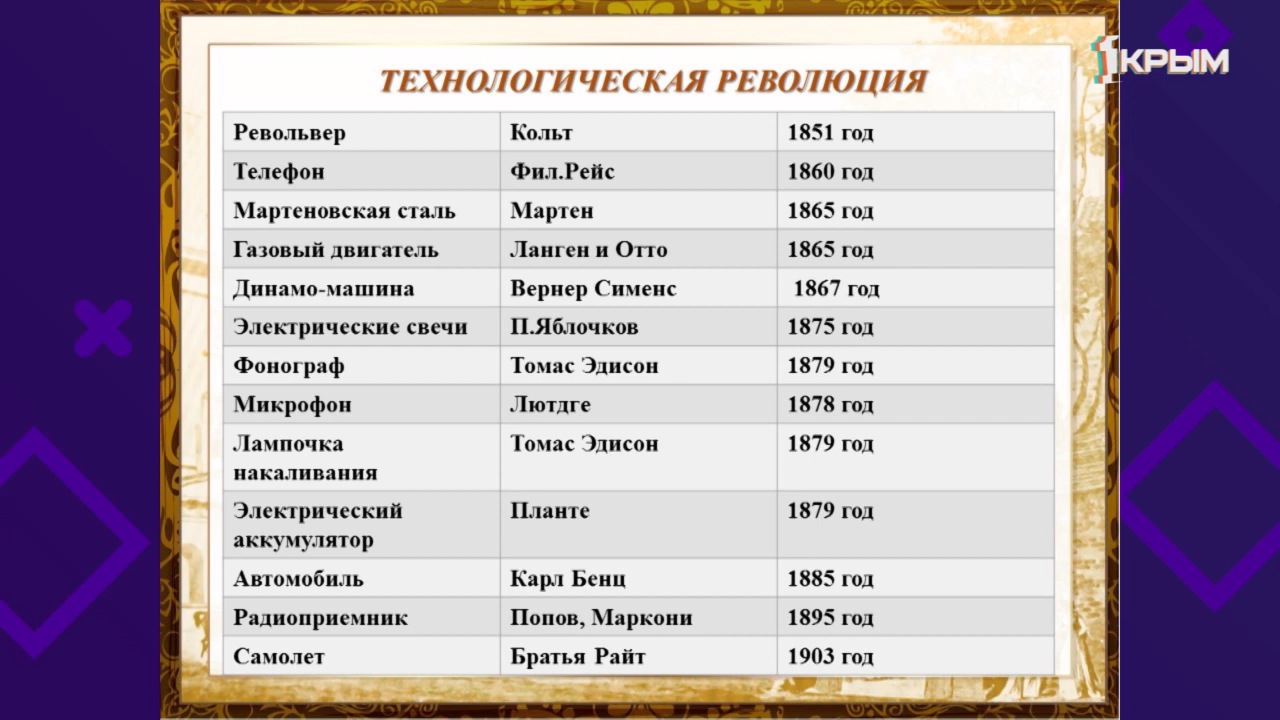 1КРЫМ
ТЕХНОЛОГИЧЕСКАЯ РЕВОЛЮЦИЯ
Револьвер Кольт 1851 год
Телефон Фил.Рейс 1860 год
Мартеновская сталь Мартен 1865 год
Газовый двигатель Ланген и Отто 1865 год
Динамо-машина Вернер Сименс 1867 год
Электрические свечи П.Яблочков 1875 год
Фонограф Томас Эдисон 1879 год
Микрофон Лютдге 1878 год
Лампочка Томас Эдисон 1879 год
накаливания
Электрический Планте 1879 год
аккумулятор
Автомобиль Карл Бенц 1885 год
Радиоприемник Попов, Маркони 1895 год
Самолет Братья Райт 1903 год